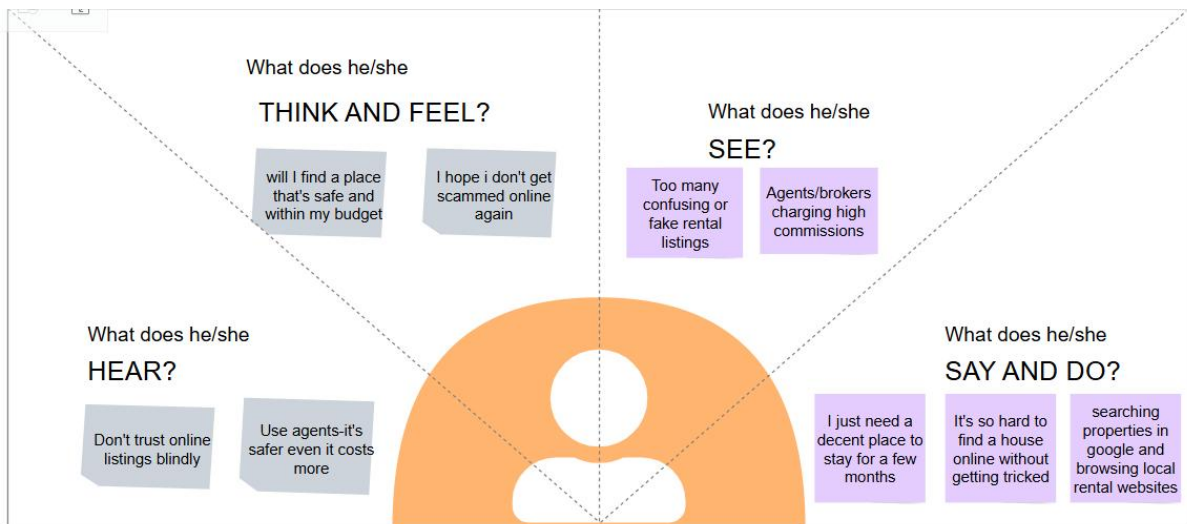 What does he/she
THINK AND FEEL?
will I find a place
that's safe and
within my budget
I hope i don't get
scammed online
again
What does he/she
SEE?
Too many
confusing or
fake rental
listings
Agents/brokers
charging high
commissions
What does he/she
HEAR?
Don't trust online
listings blindly
Use agents-it's
safer even it costs
more
What does he/she
SAY AND DO?
I just need a
decent place to
stay for a few
months
It's so hard to
find a house
online without
getting tricked
searching
properties in
google and
browsing local
rental websites